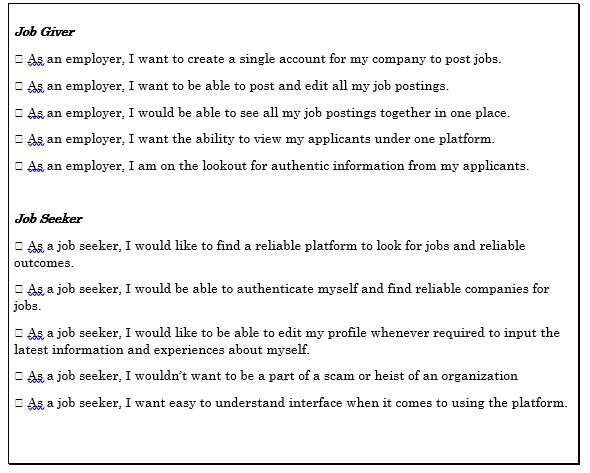 Job Giver
□ As an employer, I want to create a single account for my company to post jobs.
□ As an employer, I want to be able to post and edit all my job postings.
□ As an employer, I would be able to see all my job postings together in one place.
□ As an employer, I want the ability to view my applicants under one platform.
□ As an employer, I am on the lookout for authentic information from my applicants.
Job Seeker
□ As a job seeker, I would like to find a reliable platform to look for jobs and reliable
outcomes.
□ As a job seeker, I would be able to authenticate myself and find reliable companies for
jobs.
□ As a job seeker, I would like to be able to edit my profile whenever required to input the
latest information and experiences about myself.
□ As a job seeker, I wouldn't want to be a part of a scam or heist of an organization
□ As a job seeker, I want easy to understand interface when it comes to using the platform.